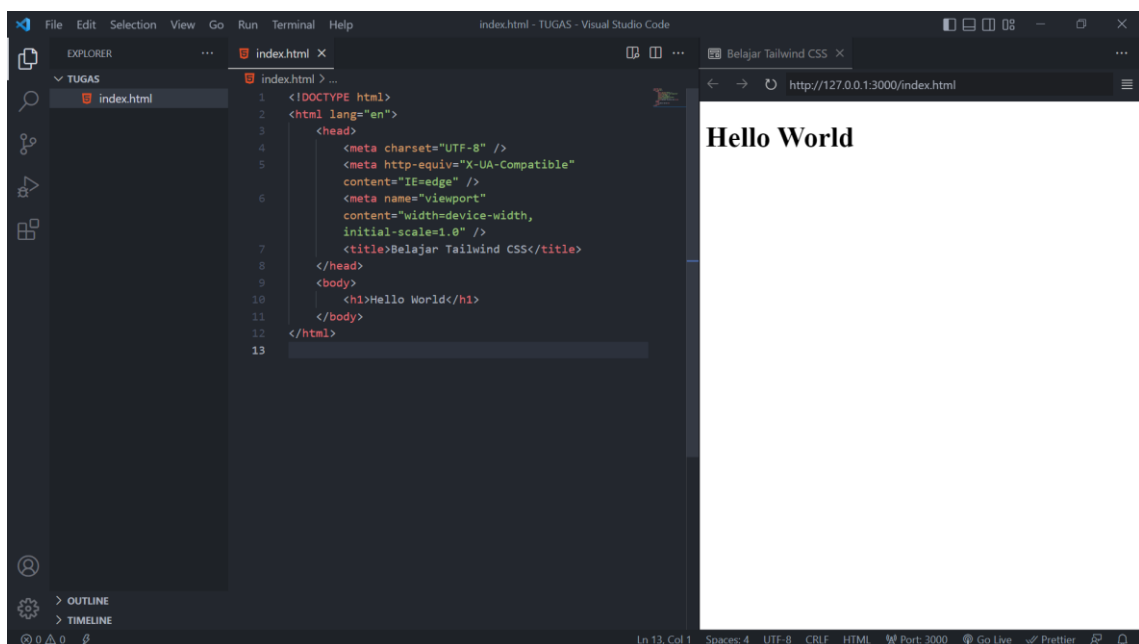 File Edit Selection View Go Run Terminal Help
index.html - TUGAS - Visual Studio Code
EXPLORER
TUGAS
index.html
OUTLINE
TIMELINE
index.html
index.html > ...
1 <!DOCTYPE html>
2 <html lang="en">
3 <head>
4 <meta charset="UTF-8" />
5 <meta http-equiv="X-UA-Compatible"
content="IE=edge" />
6 <meta name="viewport"
content="width=device-width,
initial-scale=1.0" />
7 <title>Belajar Tailwind CSS</title>
8 </head>
9 <body>
10 <h1>Hello World</h1>
11 </body>
12 </html>
13
Belajar Tailwind CSS
http://127.0.0.1:3000/index.html
Hello World
0 0 Ln 13, Col 1 Spaces: 4 UTF-8 CRLF HTML Port: 3000 Go Live Prettier